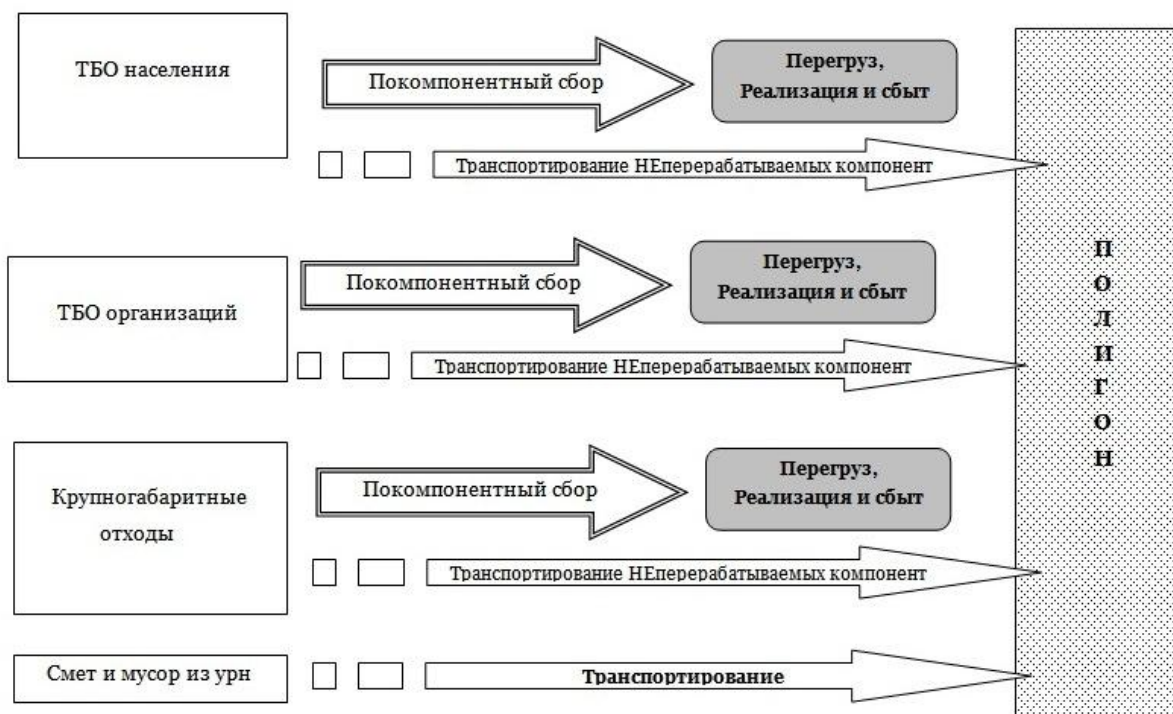 ТБО населения
Покомпонентный сбор
Перегруз,
Реализация и сбыт
Транспортирование НЕперерабатываемых компонент
ТБО организаций
Покомпонентный сбор
Перегруз,
Реализация и сбыт
Транспортирование НЕперерабатываемых компонент
Крупногабаритные
отходы
Покомпонентный сбор
Перегруз,
Реализация и сбыт
Транспортирование НЕперерабатываемых компонент
Смет и мусор из урн
Транспортирование
П
О
Л
И
Г
О
Н